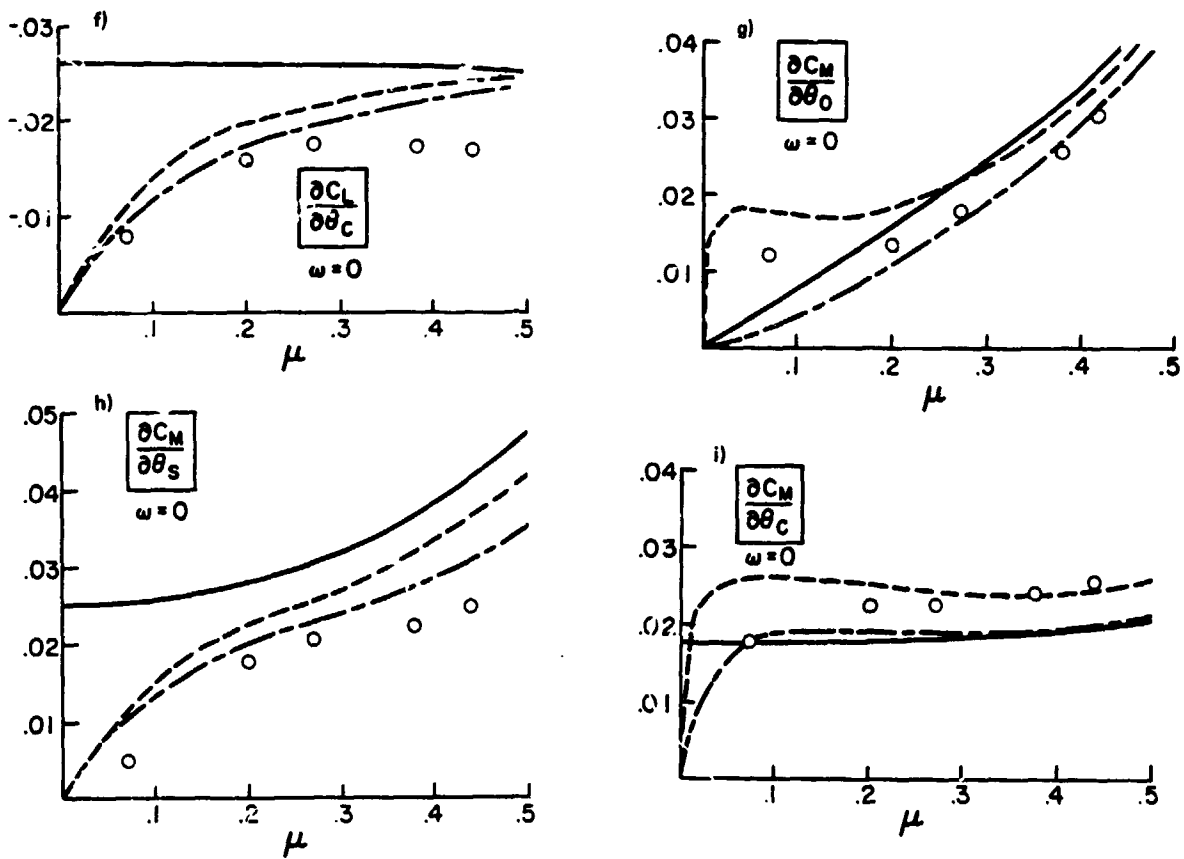 f)
-.03
-.02
-.01
∂C_L
∂θ_C
ω = 0
.1 .2 .3 .4 .5
μ
g)
.04
.03
.02
.01
∂C_M
∂θ_0
ω = 0
.1 .2 .3 .4 .5
μ
h)
.05
.04
.03
.02
.01
∂C_M
∂θ_S
ω = 0
.1 .2 .3 .4 .5
μ
i)
.04
.03
.02
.01
∂C_M
∂θ_C
ω = 0
.1 .2 .3 .4 .5
μ